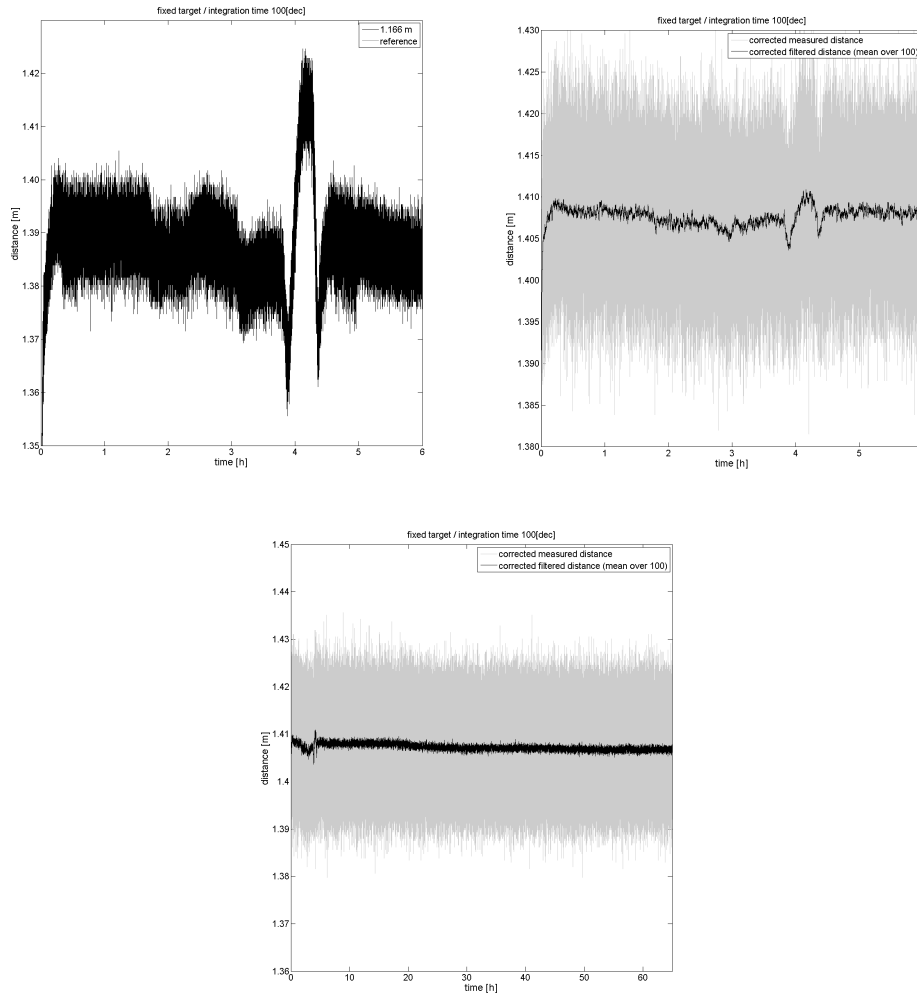 fixed target / integration time 100[dec]
1.166 m
reference
1.42
1.41
1.40
1.39
1.38
1.37
1.36
1.35
distance [m]
0 1 2 3 4 5 6
time [h]
fixed target / integration time 100[dec]
corrected measured distance
corrected filtered distance (mean over 100)
1.430
1.425
1.420
1.415
1.410
1.405
1.400
1.395
1.390
1.385
1.380
distance [m]
0 1 2 3 4 5
time [h]
fixed target / integration time 100[dec]
corrected measured distance
corrected filtered distance (mean over 100)
1.45
1.44
1.43
1.42
1.41
1.4
1.39
1.38
1.37
1.36
distance [m]
0 10 20 30 40 50 60
time [h]